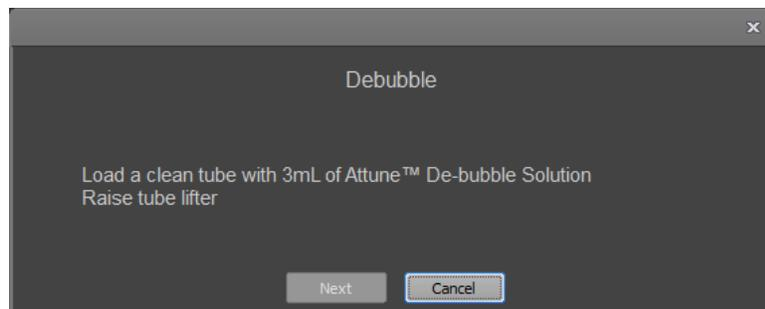 Debubble
Load a clean tube with 3mL of Attune™ De-bubble Solution
Raise tube lifter
Next
Cancel